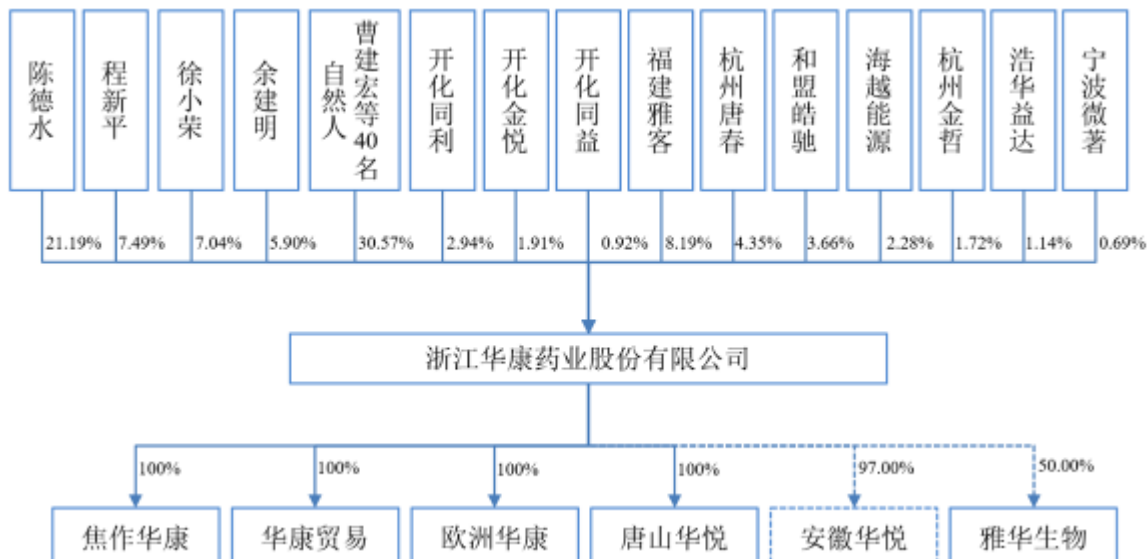 陈德水
程新平
徐小荣
余建明
曹建宏等40名
自然人
开化同利
开化金悦
开化同益
福建雅客
杭州唐春
和盟皓驰
海越能源
杭州金哲
浩华益达
宁波微著
21.19%
7.49%
7.04%
5.90%
30.57%
2.94%
1.91%
0.92%
8.19%
4.35%
3.66%
2.28%
1.72%
1.14%
0.69%
浙江华康药业股份有限公司
100%
100%
100%
100%
97.00%
50.00%
焦作华康
华康贸易
欧洲华康
唐山华悦
安徽华悦
雅华生物